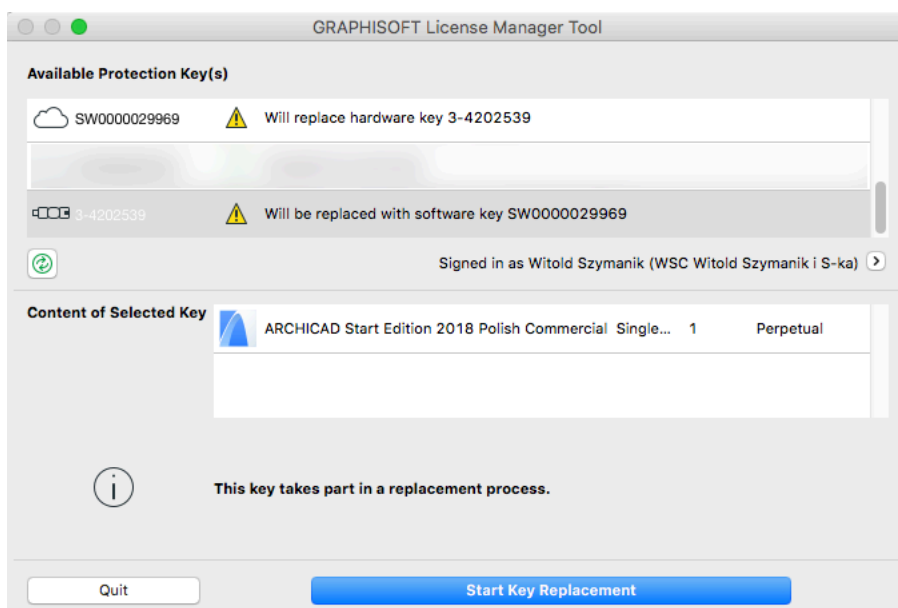 GRAPHISOFT License Manager Tool
Available Protection Key(s)
SW0000029969 Will replace hardware key 3-4202539
3-4202539 Will be replaced with software key SW0000029969
Signed in as Witold Szymanik (WSC Witold Szymanik i S-ka)
Content of Selected Key
ARCHICAD Start Edition 2018 Polish Commercial Single... 1 Perpetual
This key takes part in a replacement process.
Quit Start Key Replacement